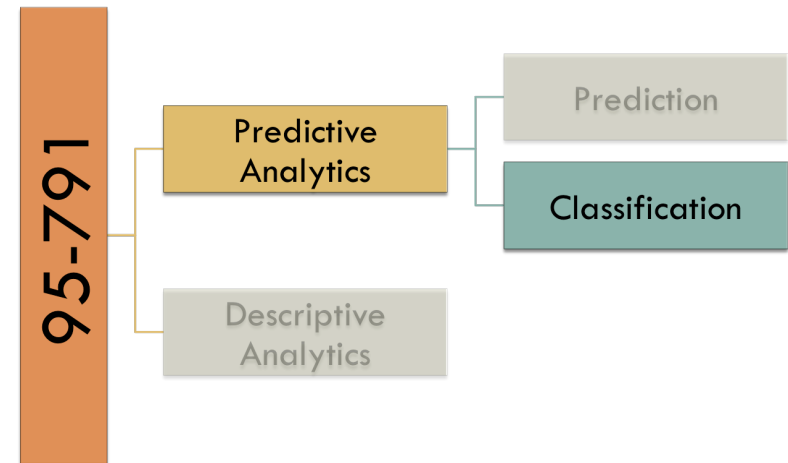 95-791
Predictive
Analytics
Prediction
Classification
Descriptive
Analytics